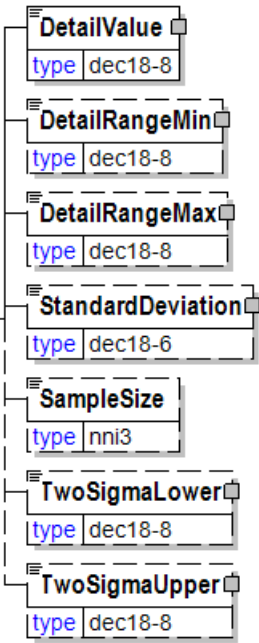 DetailValue
type dec18-8
DetailRangeMin
type dec18-8
DetailRangeMax
type dec18-8
StandardDeviation
type dec18-6
SampleSize
type nni3
TwoSigmaLower
type dec18-8
TwoSigmaUpper
type dec18-8